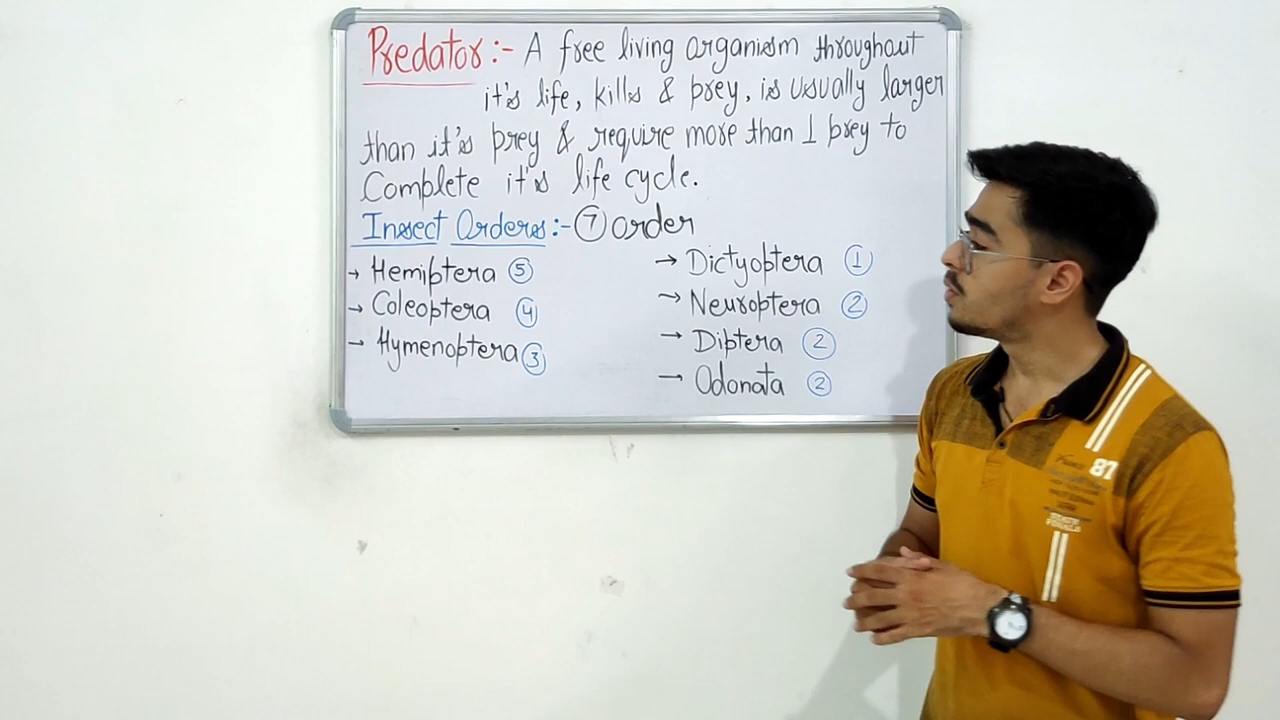 Predator :- A free living organism throughout
it's life, kills & prey, is usually larger
than it's prey & require more than 1 prey to
Complete it's life cycle.
Insect Orders :- 7 order
→ Hemiptera 5
→ Coleoptera 4
→ Hymenoptera 3
→ Dictyoptera 1
→ Neuroptera 2
→ Diptera 2
→ Odonata 2
87